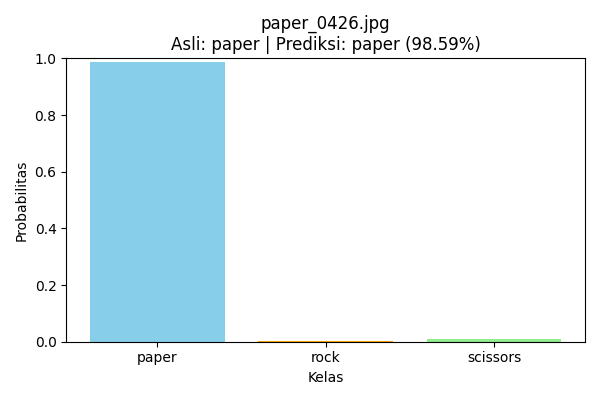 paper_0426.jpg
Asli: paper | Prediksi: paper (98.59%)
1.0
0.8
0.6
0.4
0.2
0.0
Probabilitas
paper rock scissors
Kelas